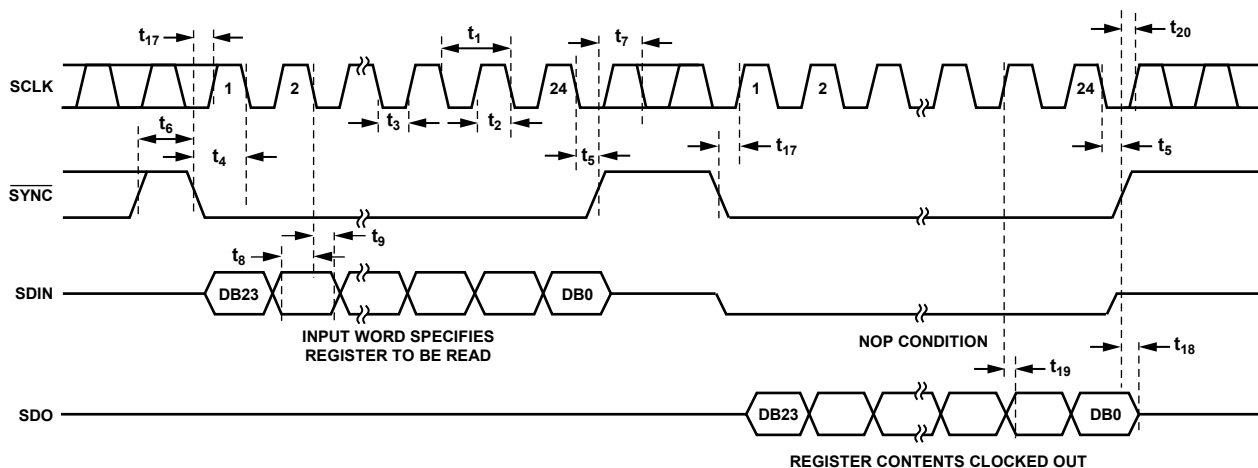 t17
t1
t7
t20
SCLK
1
2
24
1
2
24
t6
t3
t2
t4
t5
t17
t5
SYNC
t9
t8
SDIN
DB23
DB0
INPUT WORD SPECIFIES
REGISTER TO BE READ
NOP CONDITION
t18
t19
SDO
DB23
DB0
REGISTER CONTENTS CLOCKED OUT